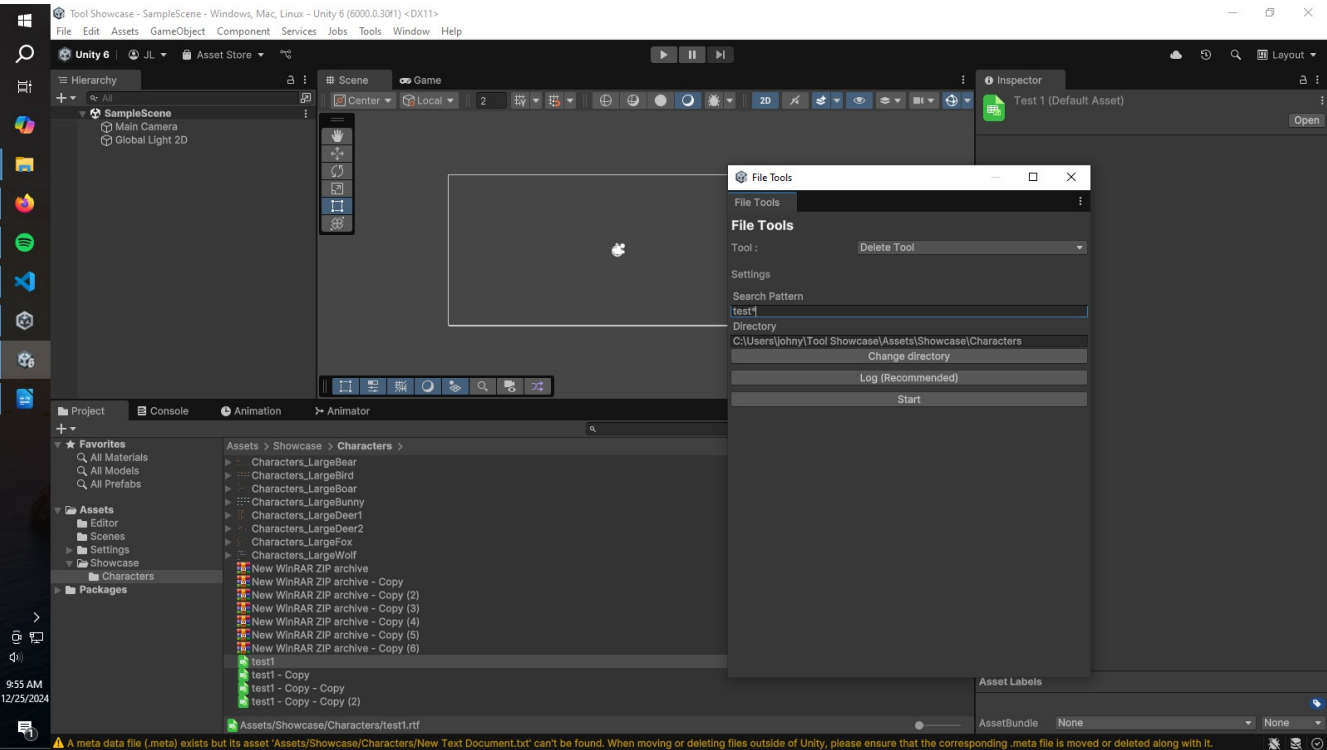 Tool Showcase - SampleScene - Windows, Mac, Linux - Unity 6 (6000.0.30f1) <DX11>
File Edit Assets GameObject Component Services Jobs Tools Window Help
Unity 6 JL Asset Store Layout
Hierarchy
All
SampleScene
Main Camera
Global Light 2D
Scene Game
Center Local 2 2D
Inspector
Test 1 (Default Asset)
Open
File Tools
File Tools
File Tools
Tool : Delete Tool
Settings
Search Pattern
test*
Directory
C:\Users\johny\Tool Showcase\Assets\Showcase\Characters
Change directory
Log (Recommended)
Start
Project Console Animation Animator
Favorites
All Materials
All Models
All Prefabs
Assets
Editor
Scenes
Settings
Showcase
Characters
Packages
Assets > Showcase > Characters >
Characters_LargeBear
Characters_LargeBird
Characters_LargeBoar
Characters_LargeBunny
Characters_LargeDeer1
Characters_LargeDeer2
Characters_LargeFox
Characters_LargeWolf
New WinRAR ZIP archive
New WinRAR ZIP archive - Copy
New WinRAR ZIP archive - Copy (2)
New WinRAR ZIP archive - Copy (3)
New WinRAR ZIP archive - Copy (4)
New WinRAR ZIP archive - Copy (5)
New WinRAR ZIP archive - Copy (6)
test1
test1 - Copy
test1 - Copy - Copy
test1 - Copy - Copy (2)
Assets/Showcase/Characters/test1.rtf
Asset Labels
AssetBundle None None
A meta data file (.meta) exists but its asset 'Assets/Showcase/Characters/New Text Document.txt' can't be found. When moving or deleting files outside of Unity, please ensure that the corresponding .meta file is moved or deleted along with it.
9:55 AM
12/25/2024
1